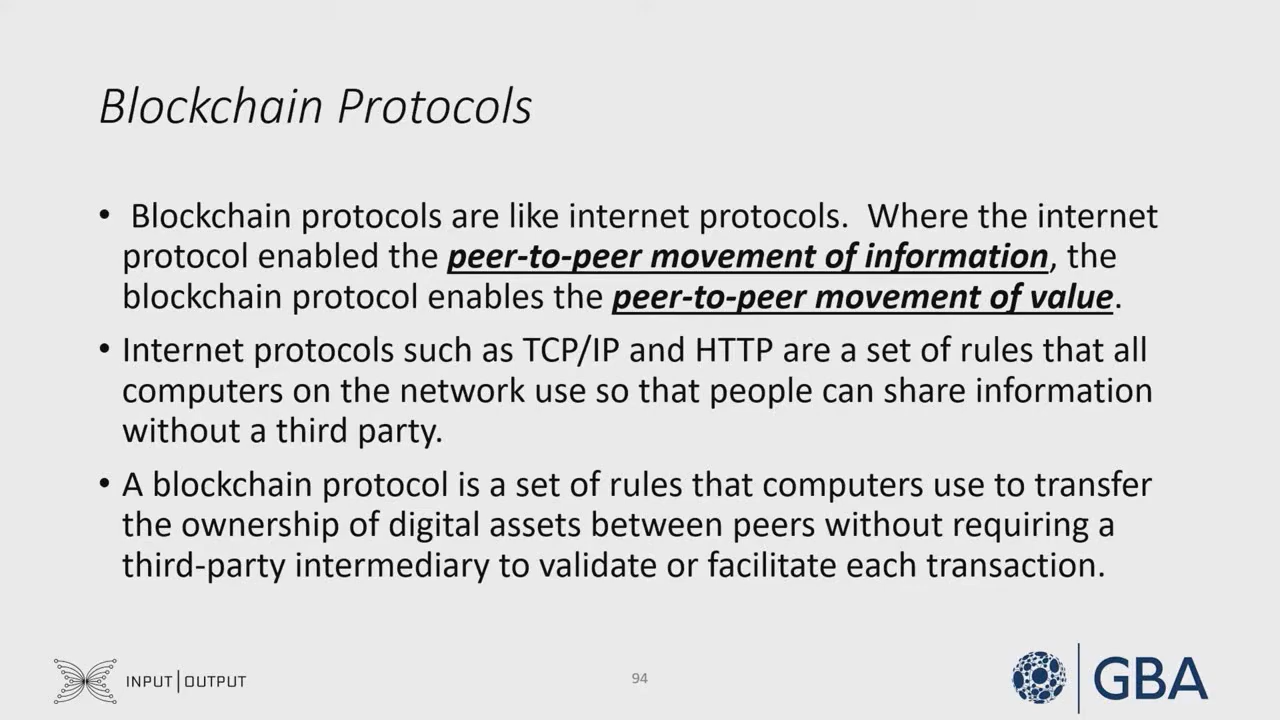 Blockchain Protocols
• Blockchain protocols are like internet protocols.  Where the internet
protocol enabled the peer-to-peer movement of information, the
blockchain protocol enables the peer-to-peer movement of value.
• Internet protocols such as TCP/IP and HTTP are a set of rules that all
computers on the network use so that people can share information
without a third party.
• A blockchain protocol is a set of rules that computers use to transfer
the ownership of digital assets between peers without requiring a
third-party intermediary to validate or facilitate each transaction.
INPUT|OUTPUT
94
GBA